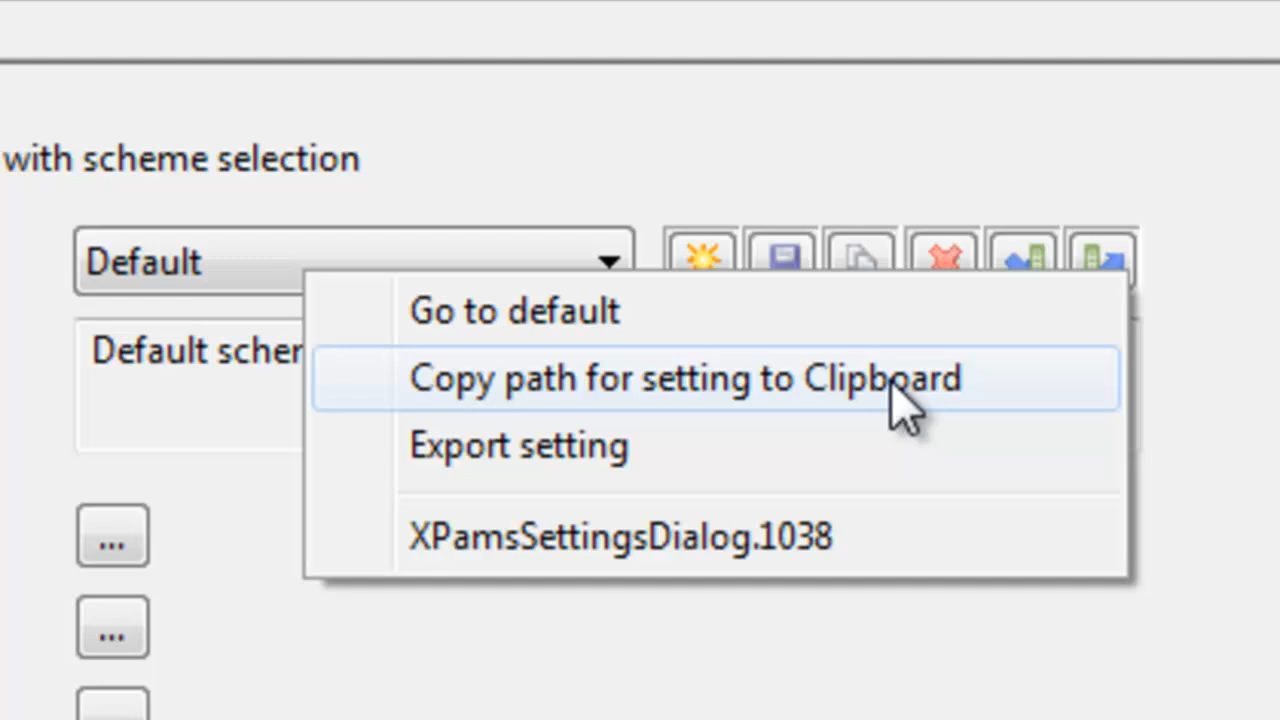 with scheme selection
Default
Go to default
Default scher
Copy path for setting to Clipboard
Export setting
...
XPamsSettingsDialog.1038
...